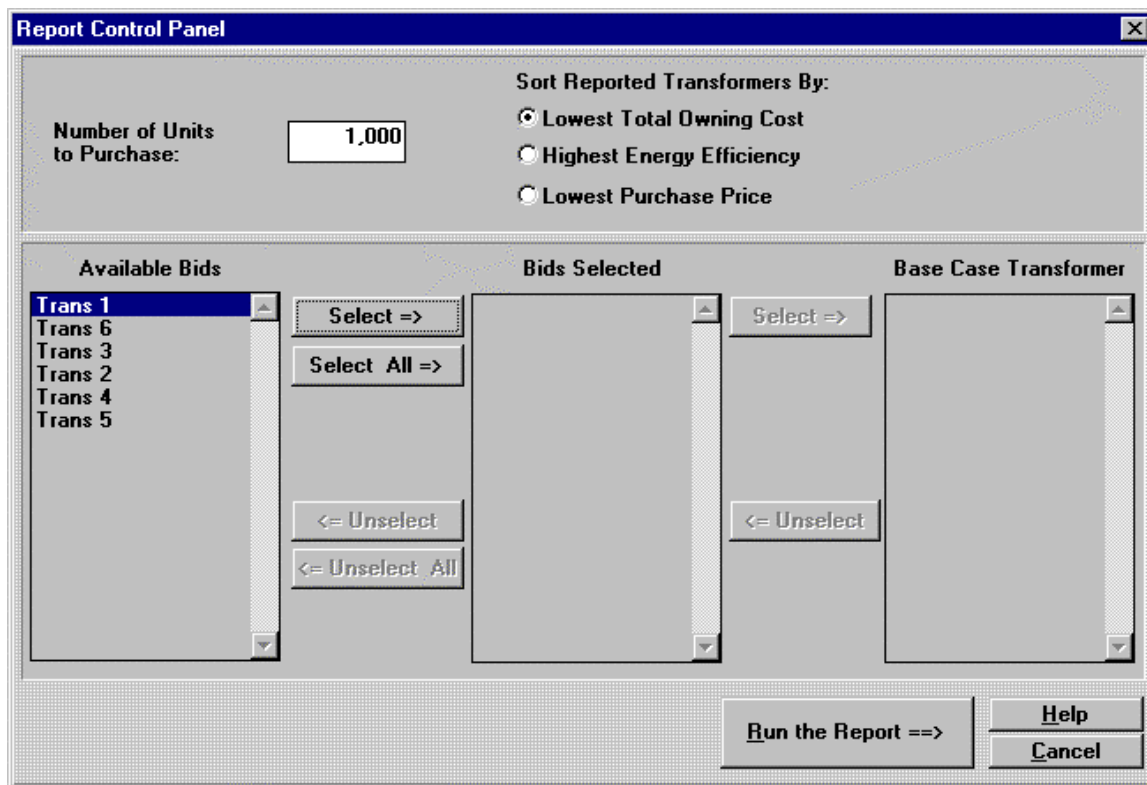 Report Control Panel
Sort Reported Transformers By:
Number of Units
to Purchase:
1,000
Lowest Total Owning Cost
Highest Energy Efficiency
Lowest Purchase Price
Available Bids
Bids Selected
Base Case Transformer
Trans 1
Trans 6
Trans 3
Trans 2
Trans 4
Trans 5
Select =>
Select All =>
<= Unselect
<= Unselect All
Select =>
<= Unselect
Run the Report ==>
Help
Cancel